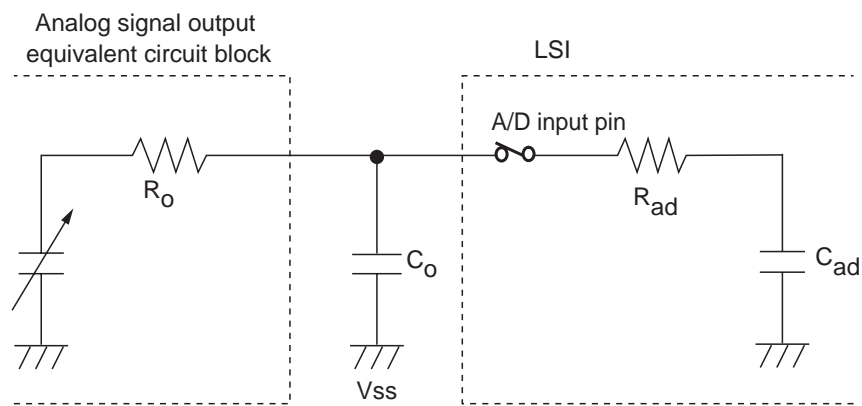 Analog signal output
equivalent circuit block
LSI
A/D input pin
Ro
Rad
Co
Cad
Vss